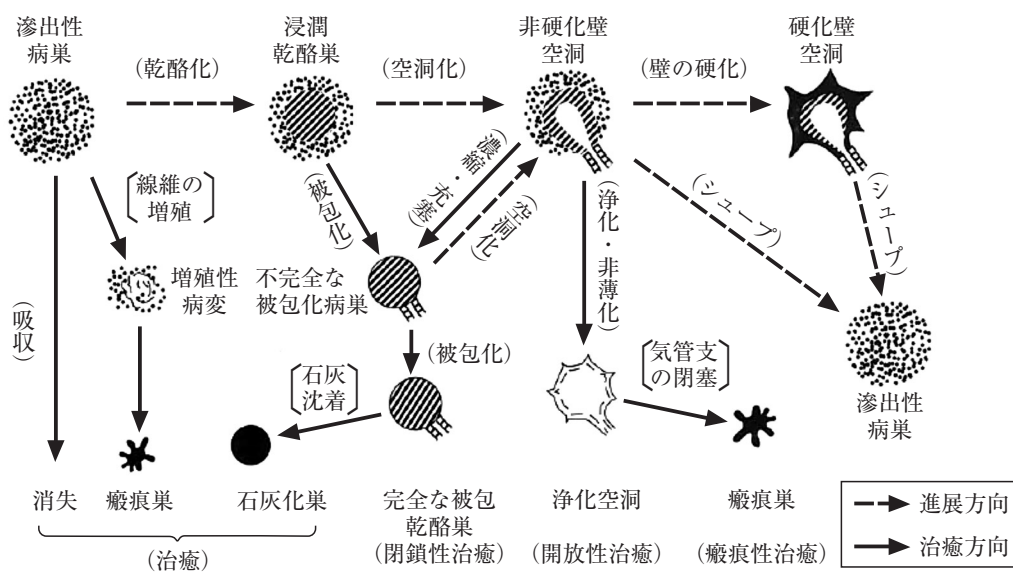 滲出性
病巣
(乾酪化)
浸潤
乾酪巣
(空洞化)
非硬化壁
空洞
(壁の硬化)
硬化壁
空洞
〔線維の
増殖〕
(被包化)
(濃縮・充塞)
(空洞化)
(浄化・非薄化)
(シューブ)
(シューブ)
(吸収)
増殖性
病変
不完全な
被包化病巣
(被包化)
〔石灰
沈着〕
〔気管支
の閉塞〕
滲出性
病巣
消失
瘢痕巣
石灰化巣
完全な被包
乾酪巣
(閉鎖性治癒)
浄化空洞
(開放性治癒)
瘢痕巣
(瘢痕性治癒)
(治癒)
進展方向
治癒方向